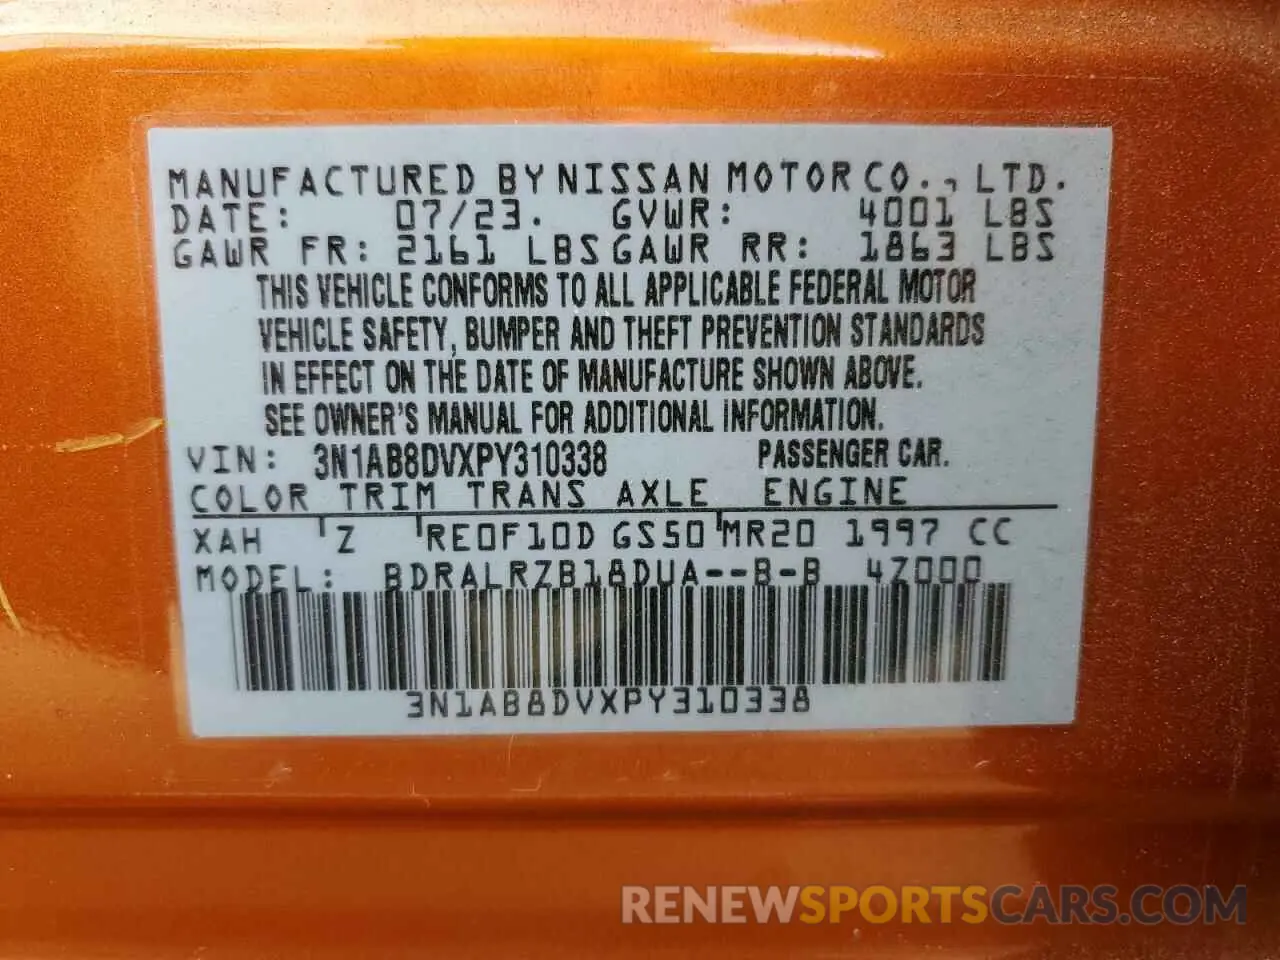 MANUFACTURED BY NISSAN MOTOR CO., LTD.
DATE: 07/23. GVWR: 4001 LBS
GAWR FR: 2161 LBS GAWR RR: 1863 LBS
THIS VEHICLE CONFORMS TO ALL APPLICABLE FEDERAL MOTOR
VEHICLE SAFETY, BUMPER AND THEFT PREVENTION STANDARDS
IN EFFECT ON THE DATE OF MANUFACTURE SHOWN ABOVE.
SEE OWNER'S MANUAL FOR ADDITIONAL INFORMATION.
VIN: 3N1AB8DVXPY310338 PASSENGER CAR.
COLOR TRIM TRANS AXLE ENGINE
XAH Z RE0F10D GS50 MR20 1997 CC
MODEL: BDRALRZB18DUA--B-B 4Z000
3N1AB8DVXPY310338
RENEWSPORTSCARS.COM